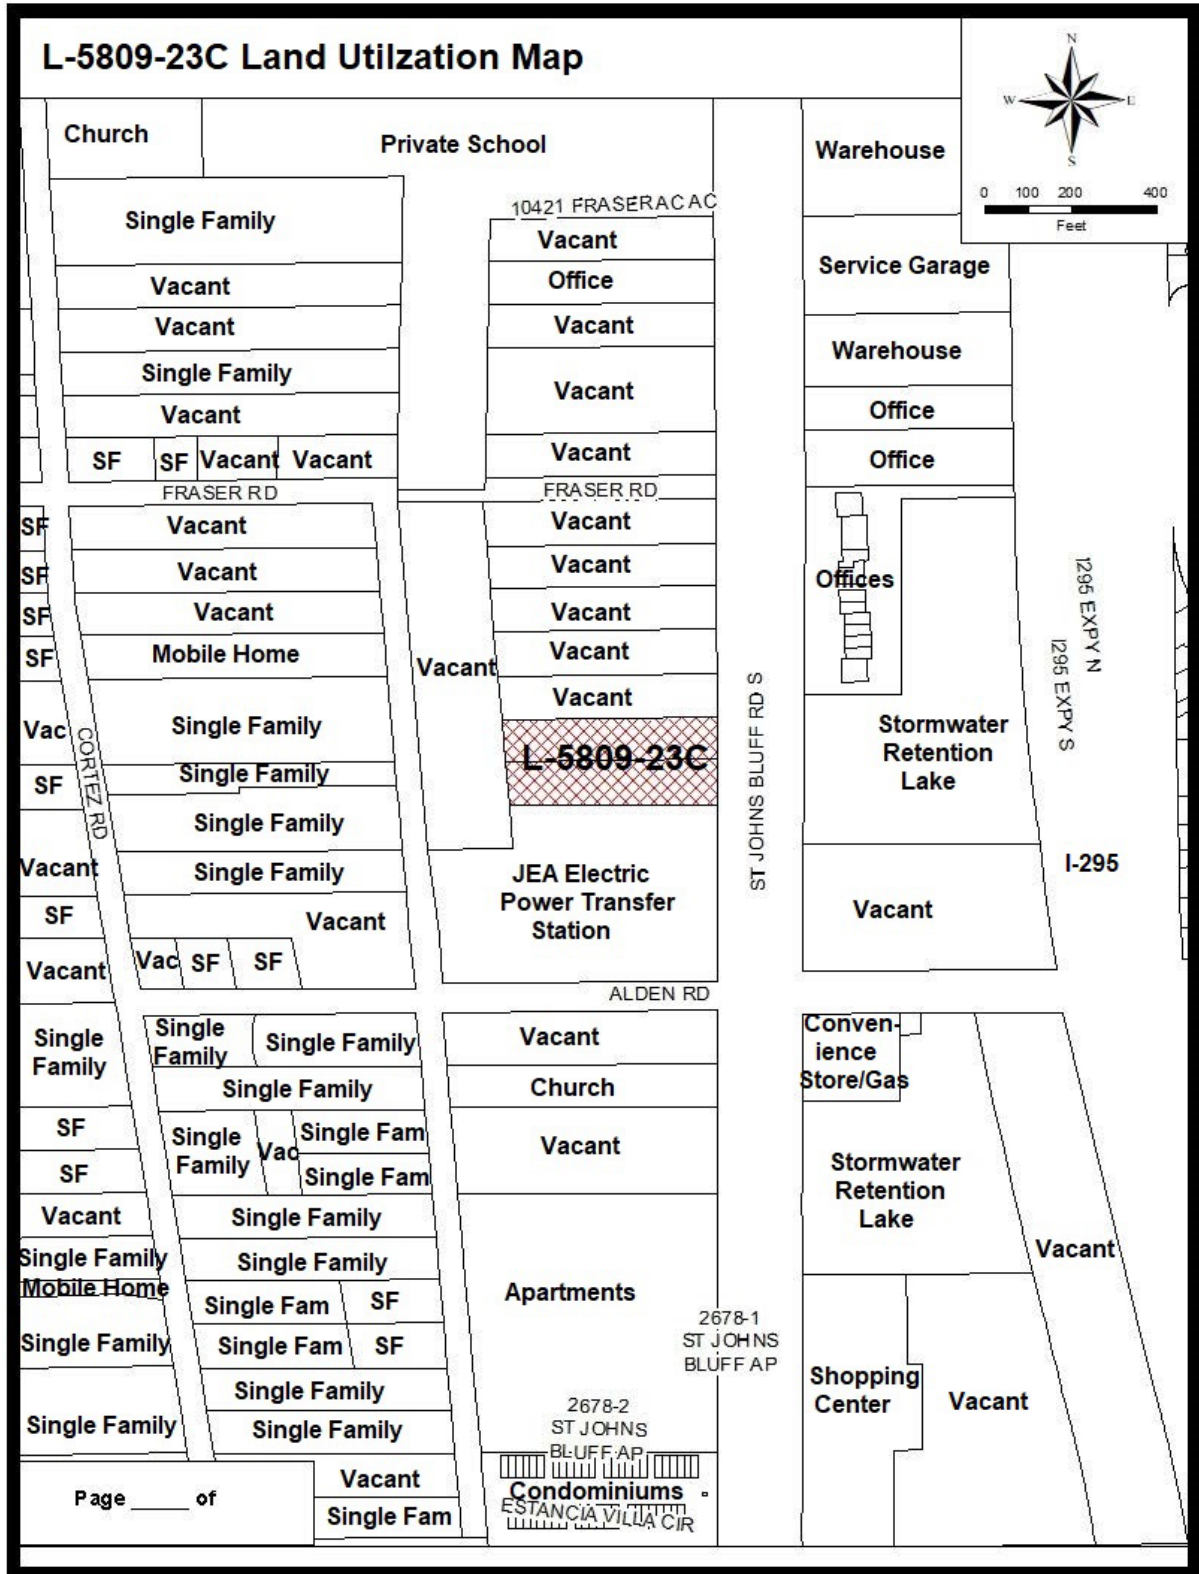 L-5809-23C Land Utilzation Map
N
W
E
S
0 100 200 400
Feet
Church
Private School
Warehouse
Single Family
10421 FRASER AC AC
Vacant
Vacant
Office
Service Garage
Vacant
Vacant
Warehouse
Single Family
Vacant
Vacant
Office
SF
SF
Vacant
Vacant
Vacant
Office
FRASER RD
FRASER RD
SF
Vacant
Vacant
SF
Vacant
Vacant
Offices
SF
Vacant
Vacant
I295 EXPY N
SF
Mobile Home
Vacant
Vacant
I295 EXPY S
Vacant
Vac
CORTEZ RD
Single Family
ST JOHNS BLUFF RD S
Stormwater
Retention
Lake
L-5809-23C
SF
Single Family
Single Family
Vacant
Single Family
JEA Electric
Power Transfer
Station
I-295
Vacant
SF
Vacant
Vacant
Vac
SF
SF
ALDEN RD
Single
Family
Single
Family
Single Family
Vacant
Conven-
ience
Store/Gas
Single Family
Church
SF
Single
Family
Vac
Single Fam
Vacant
SF
Single Fam
Stormwater
Retention
Lake
Vacant
Single Family
Single Family
Single Family
Vacant
Mobile Home
Single Fam
SF
Apartments
2678-1
ST JOHNS
BLUFF AP
Single Family
Single Fam
SF
Single Family
Shopping
Center
Vacant
Single Family
Single Family
2678-2
ST JOHNS
BLUFF AP
Vacant
Condominiums
Page _____ of
Single Fam
ESTANCIA VILLA CIR